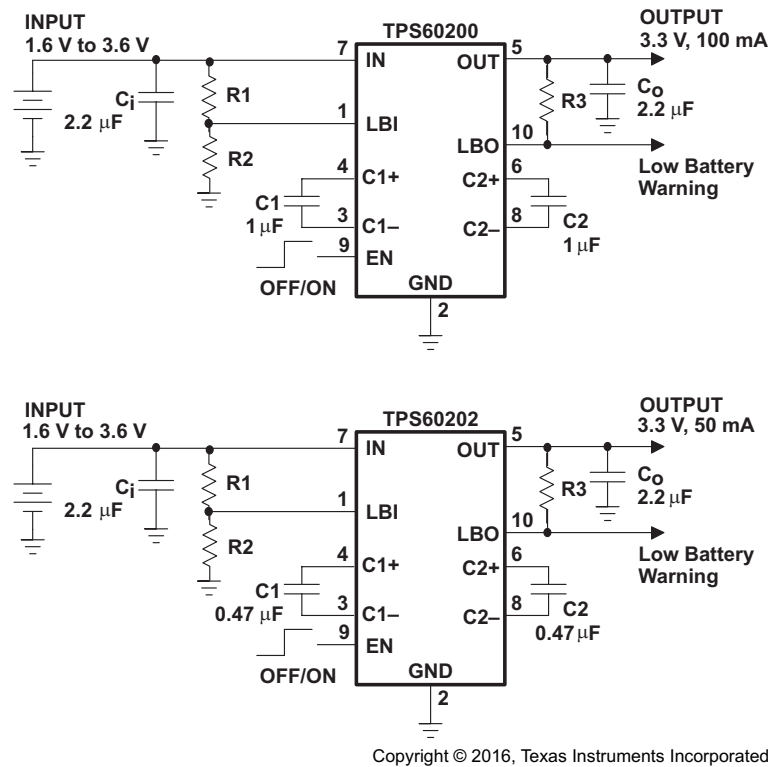 INPUT
1.6 V to 3.6 V
TPS60200
OUTPUT
3.3 V, 100 mA
7
IN
OUT
5
Ci
2.2 μF
R1
R2
1
LBI
R3
Co
2.2 μF
10
LBO
Low Battery
Warning
4
C1+
C2+
6
C1
1 μF
3
C1–
C2–
8
C2
1 μF
9
EN
OFF/ON
GND
2
INPUT
1.6 V to 3.6 V
TPS60202
OUTPUT
3.3 V, 50 mA
7
IN
OUT
5
Ci
2.2 μF
R1
R2
1
LBI
R3
Co
2.2 μF
10
LBO
Low Battery
Warning
4
C1+
C2+
6
C1
0.47 μF
3
C1–
C2–
8
C2
0.47 μF
9
EN
OFF/ON
GND
2
Copyright © 2016, Texas Instruments Incorporated